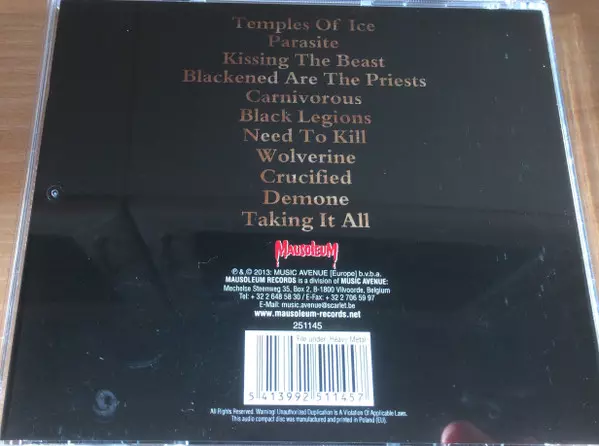 Temples Of Ice
Parasite
Kissing The Beast
Blackened Are The Priests
Carnivorous
Black Legions
Need To Kill
Wolverine
Crucified
Demone
Taking It All
MAUSOLEUM
℗ & © 2013: MUSIC AVENUE [Europe] b.v.b.a.
MAUSOLEUM RECORDS is a division of MUSIC AVENUE:
Mechelse Steenweg 35, Box 2, B-1800 Vilvoorde, Belgium
Tel: + 32 2 648 58 30 / E-Fax: + 32 2 706 59 97
E-Mail: music.avenue@scarlet.be
www.mausoleum-records.net
251145
File under: Heavy Metal
5 413992 511457
All Rights Reserved. Warning! Unauthorized Duplication Is A Violation Of Applicable Laws.
This audio compact disc was manufactured and printed in Poland (EU).